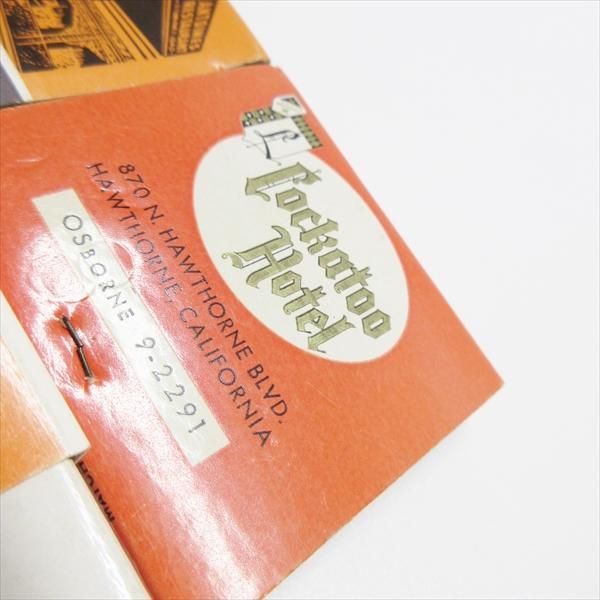 Cockatoo
Hotel
870 N. HAWTHORNE BLVD.
HAWTHORNE, CALIFORNIA
OSBORNE 9-2291